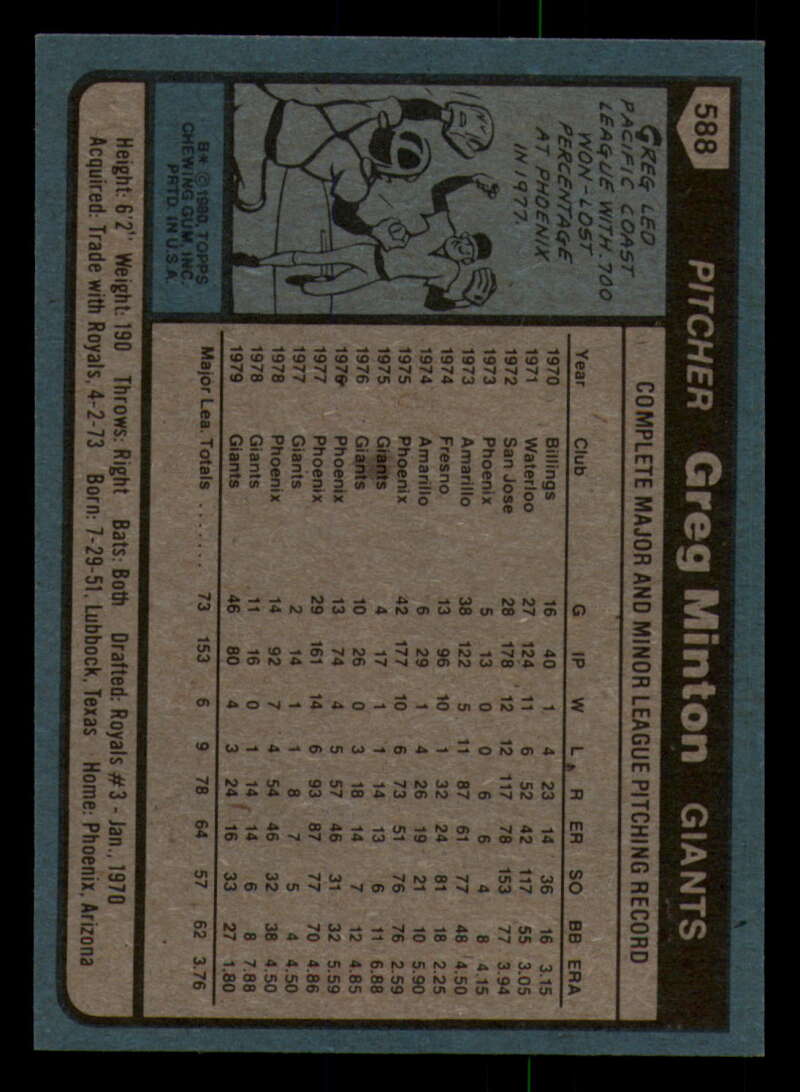 588
PITCHER Greg Minton GIANTS
GREG LED
PACIFIC COAST
LEAGUE WITH .700
WON-LOST
PERCENTAGE
AT PHOENIX
IN 1977.
B* © 1980 TOPPS
CHEWING GUM, INC.
PRTD. IN U.S.A.
COMPLETE MAJOR AND MINOR LEAGUE PITCHING RECORD
Year Club G IP W L R ER SO BB ERA
1970 Billings 16 40 1 4 23 14 36 16 3.15
1971 Waterloo 27 124 11 6 52 42 117 55 3.05
1972 San Jose 28 178 12 12 117 78 153 77 3.94
1973 Phoenix 5 13 0 0 6 6 4 8 4.15
1973 Amarillo 38 122 5 11 87 61 77 48 4.50
1974 Fresno 13 96 10 1 32 24 81 18 2.25
1974 Amarillo 6 29 1 4 26 19 21 10 5.90
1975 Phoenix 42 177 10 6 73 51 76 76 2.59
1975 Giants 4 17 1 1 14 13 6 11 6.88
1976 Giants 10 26 0 3 18 14 7 12 4.85
1976 Phoenix 13 74 4 5 57 46 31 32 5.59
1977 Phoenix 29 161 14 6 93 87 77 70 4.86
1977 Giants 2 14 1 1 8 7 5 4 4.50
1978 Phoenix 14 92 7 4 54 46 32 38 4.50
1978 Giants 11 16 0 1 14 14 6 8 7.88
1979 Giants 46 80 4 3 24 16 33 27 1.80
Major Lea. Totals ....... 73 153 6 9 78 64 57 62 3.76
Height: 6'2" Weight: 190 Throws: Right Bats: Both Drafted: Royals #3 - Jan., 1970
Acquired: Trade with Royals, 4-2-73 Born: 7-29-51, Lubbock, Texas Home: Phoenix, Arizona